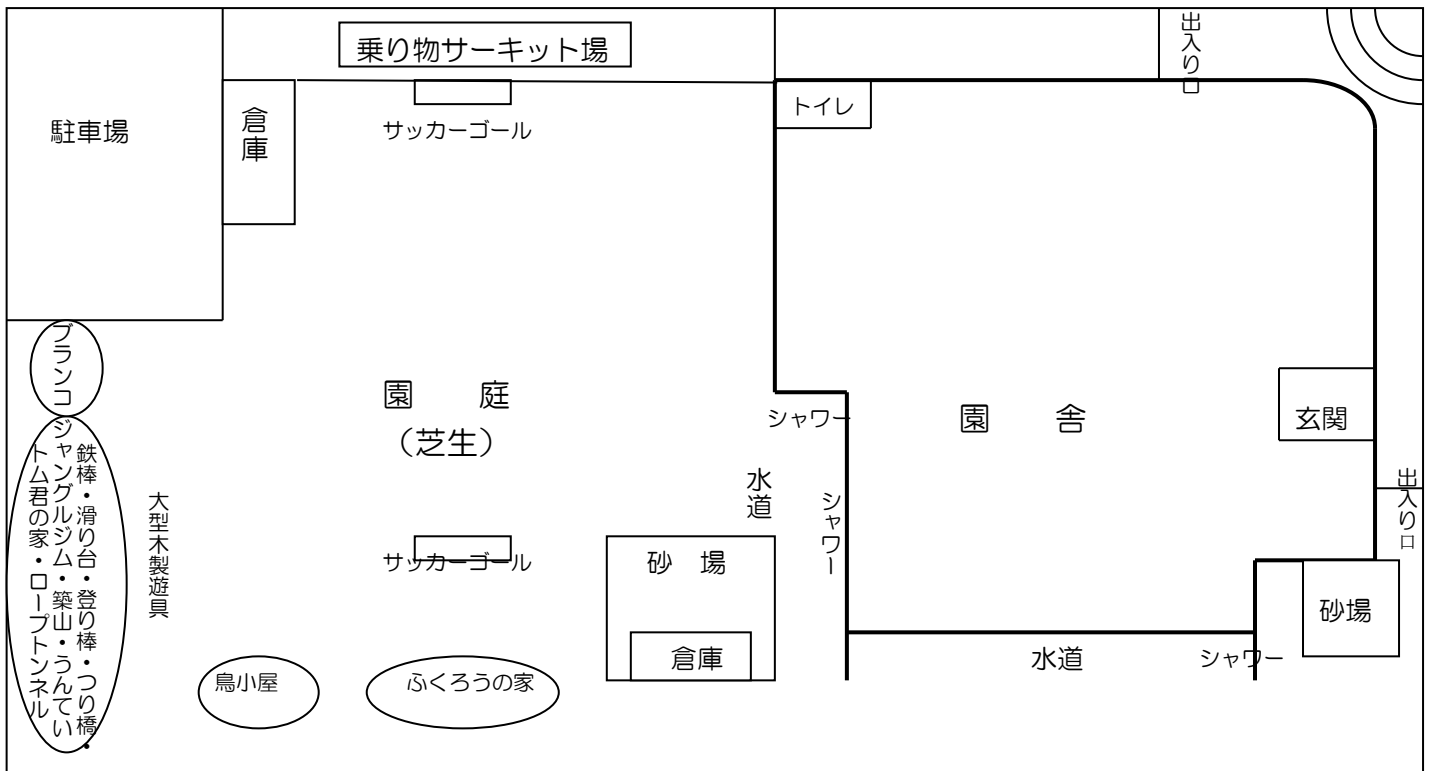 乗り物サーキット場
出入り口
駐車場
倉庫
サッカーゴール
トイレ
ブランコ
園　庭
（芝生）
シャワー
園　舎
玄関
水道
シャワー
出入り口
鉄棒・滑り台・登り棒・つり橋・
ジャングルジム・築山・うんてい
トム君の家・ロープトンネル
大型木製遊具
サッカーゴール
砂　場
倉庫
砂場
水道
シャワー
鳥小屋
ふくろうの家